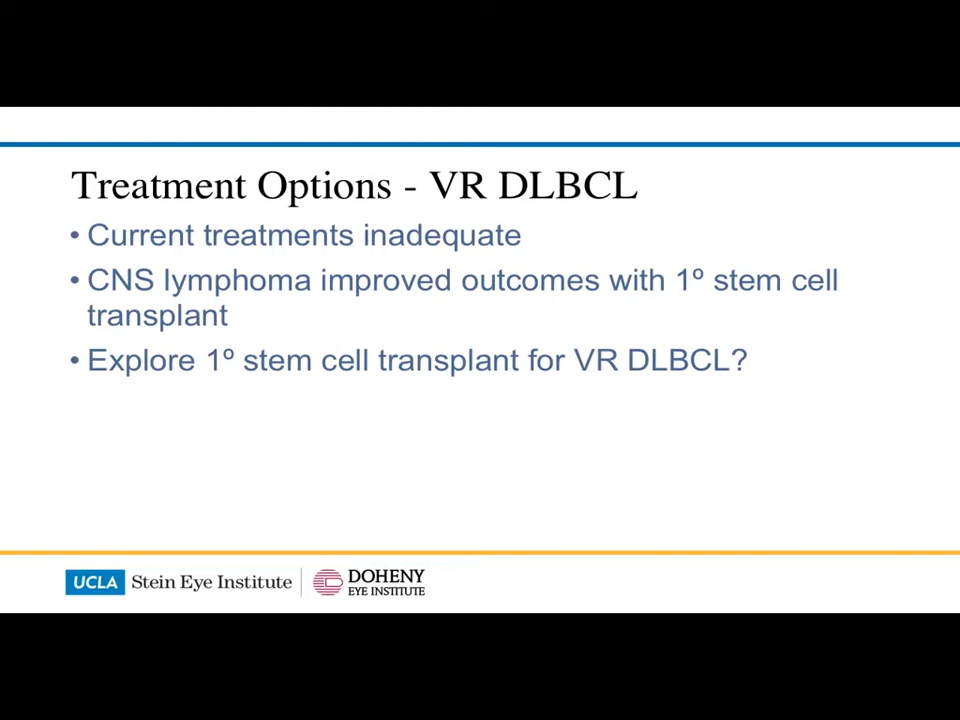 Treatment Options - VR DLBCL
• Current treatments inadequate
• CNS lymphoma improved outcomes with 1º stem cell
transplant
• Explore 1º stem cell transplant for VR DLBCL?
UCLA Stein Eye Institute
DOHENY
EYE INSTITUTE